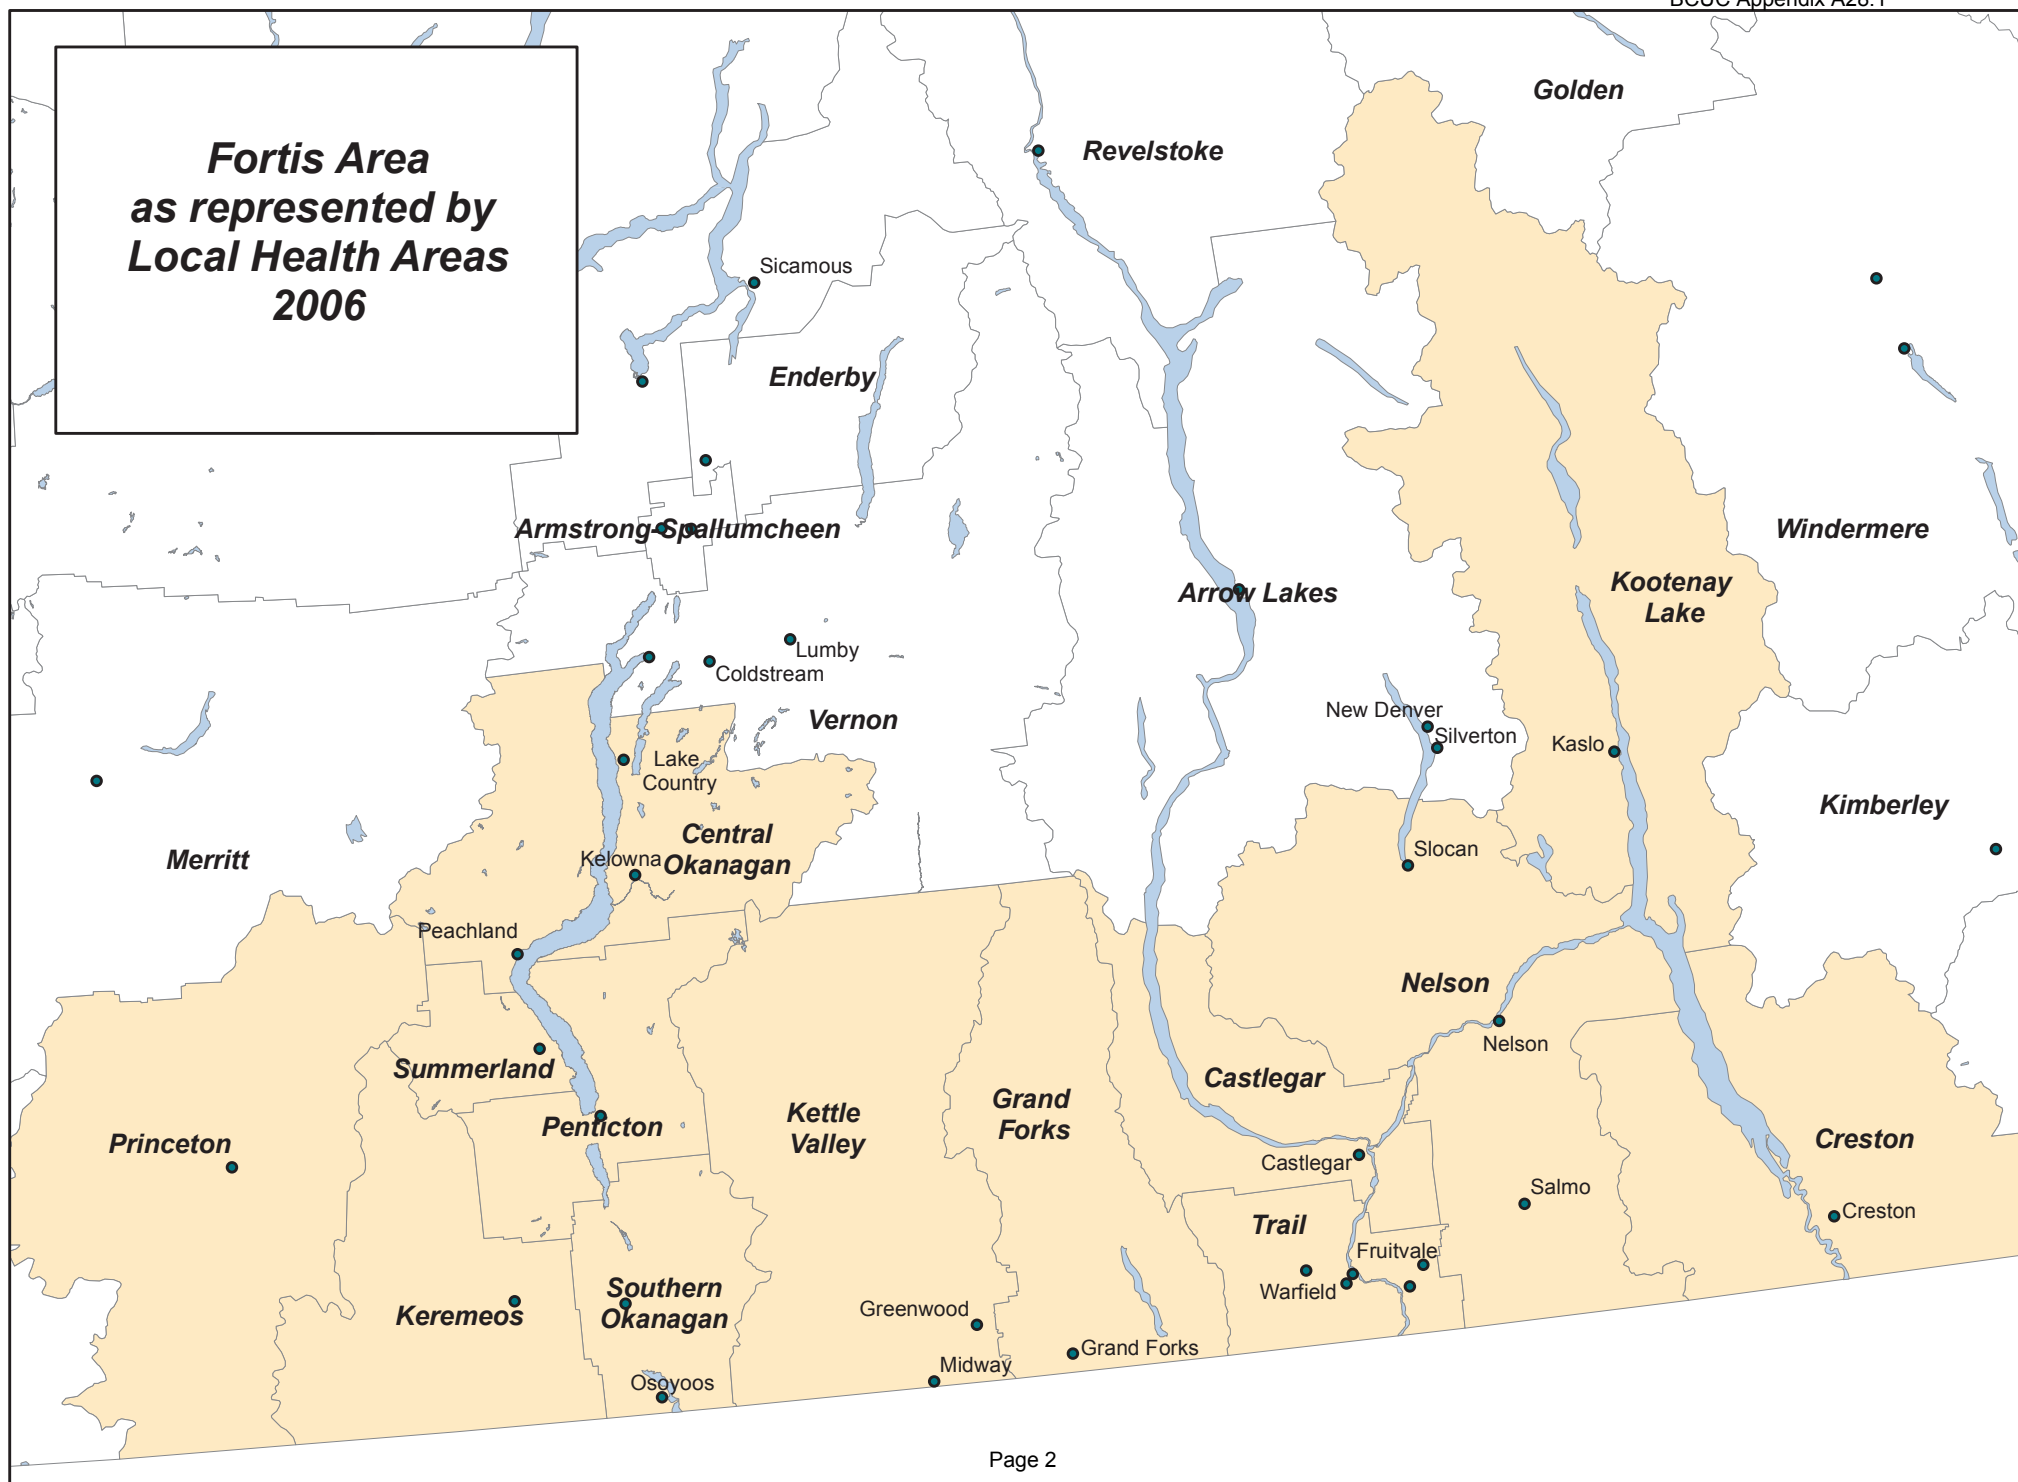 BCUC Appendix A28.1
Fortis Area
as represented by
Local Health Areas
2006
Golden
Revelstoke
Sicamous
Enderby
Armstrong-Spallumcheen
Windermere
Arrow Lakes
Kootenay
Lake
Lumby
Coldstream
Vernon
New Denver
Silverton
Kaslo
Lake
Country
Kimberley
Central
Okanagan
Merritt
Kelowna
Slocan
Peachland
Nelson
Nelson
Summerland
Castlegar
Grand
Forks
Kettle
Valley
Penticton
Princeton
Creston
Castlegar
Salmo
Creston
Trail
Fruitvale
Warfield
Southern
Okanagan
Keremeos
Greenwood
Grand Forks
Midway
Osoyoos
Page 2